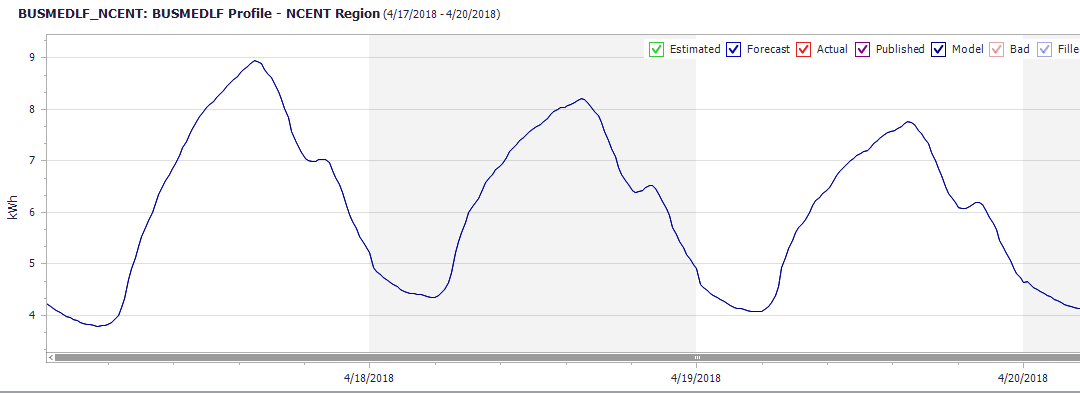 BUSMEDLF_NCENT: BUSMEDLF Profile - NCENT Region (4/17/2018 - 4/20/2018)
Estimated Forecast Actual Published Model Bad Fille
9
8
7
6
5
4
kWh
4/18/2018 4/19/2018 4/20/2018